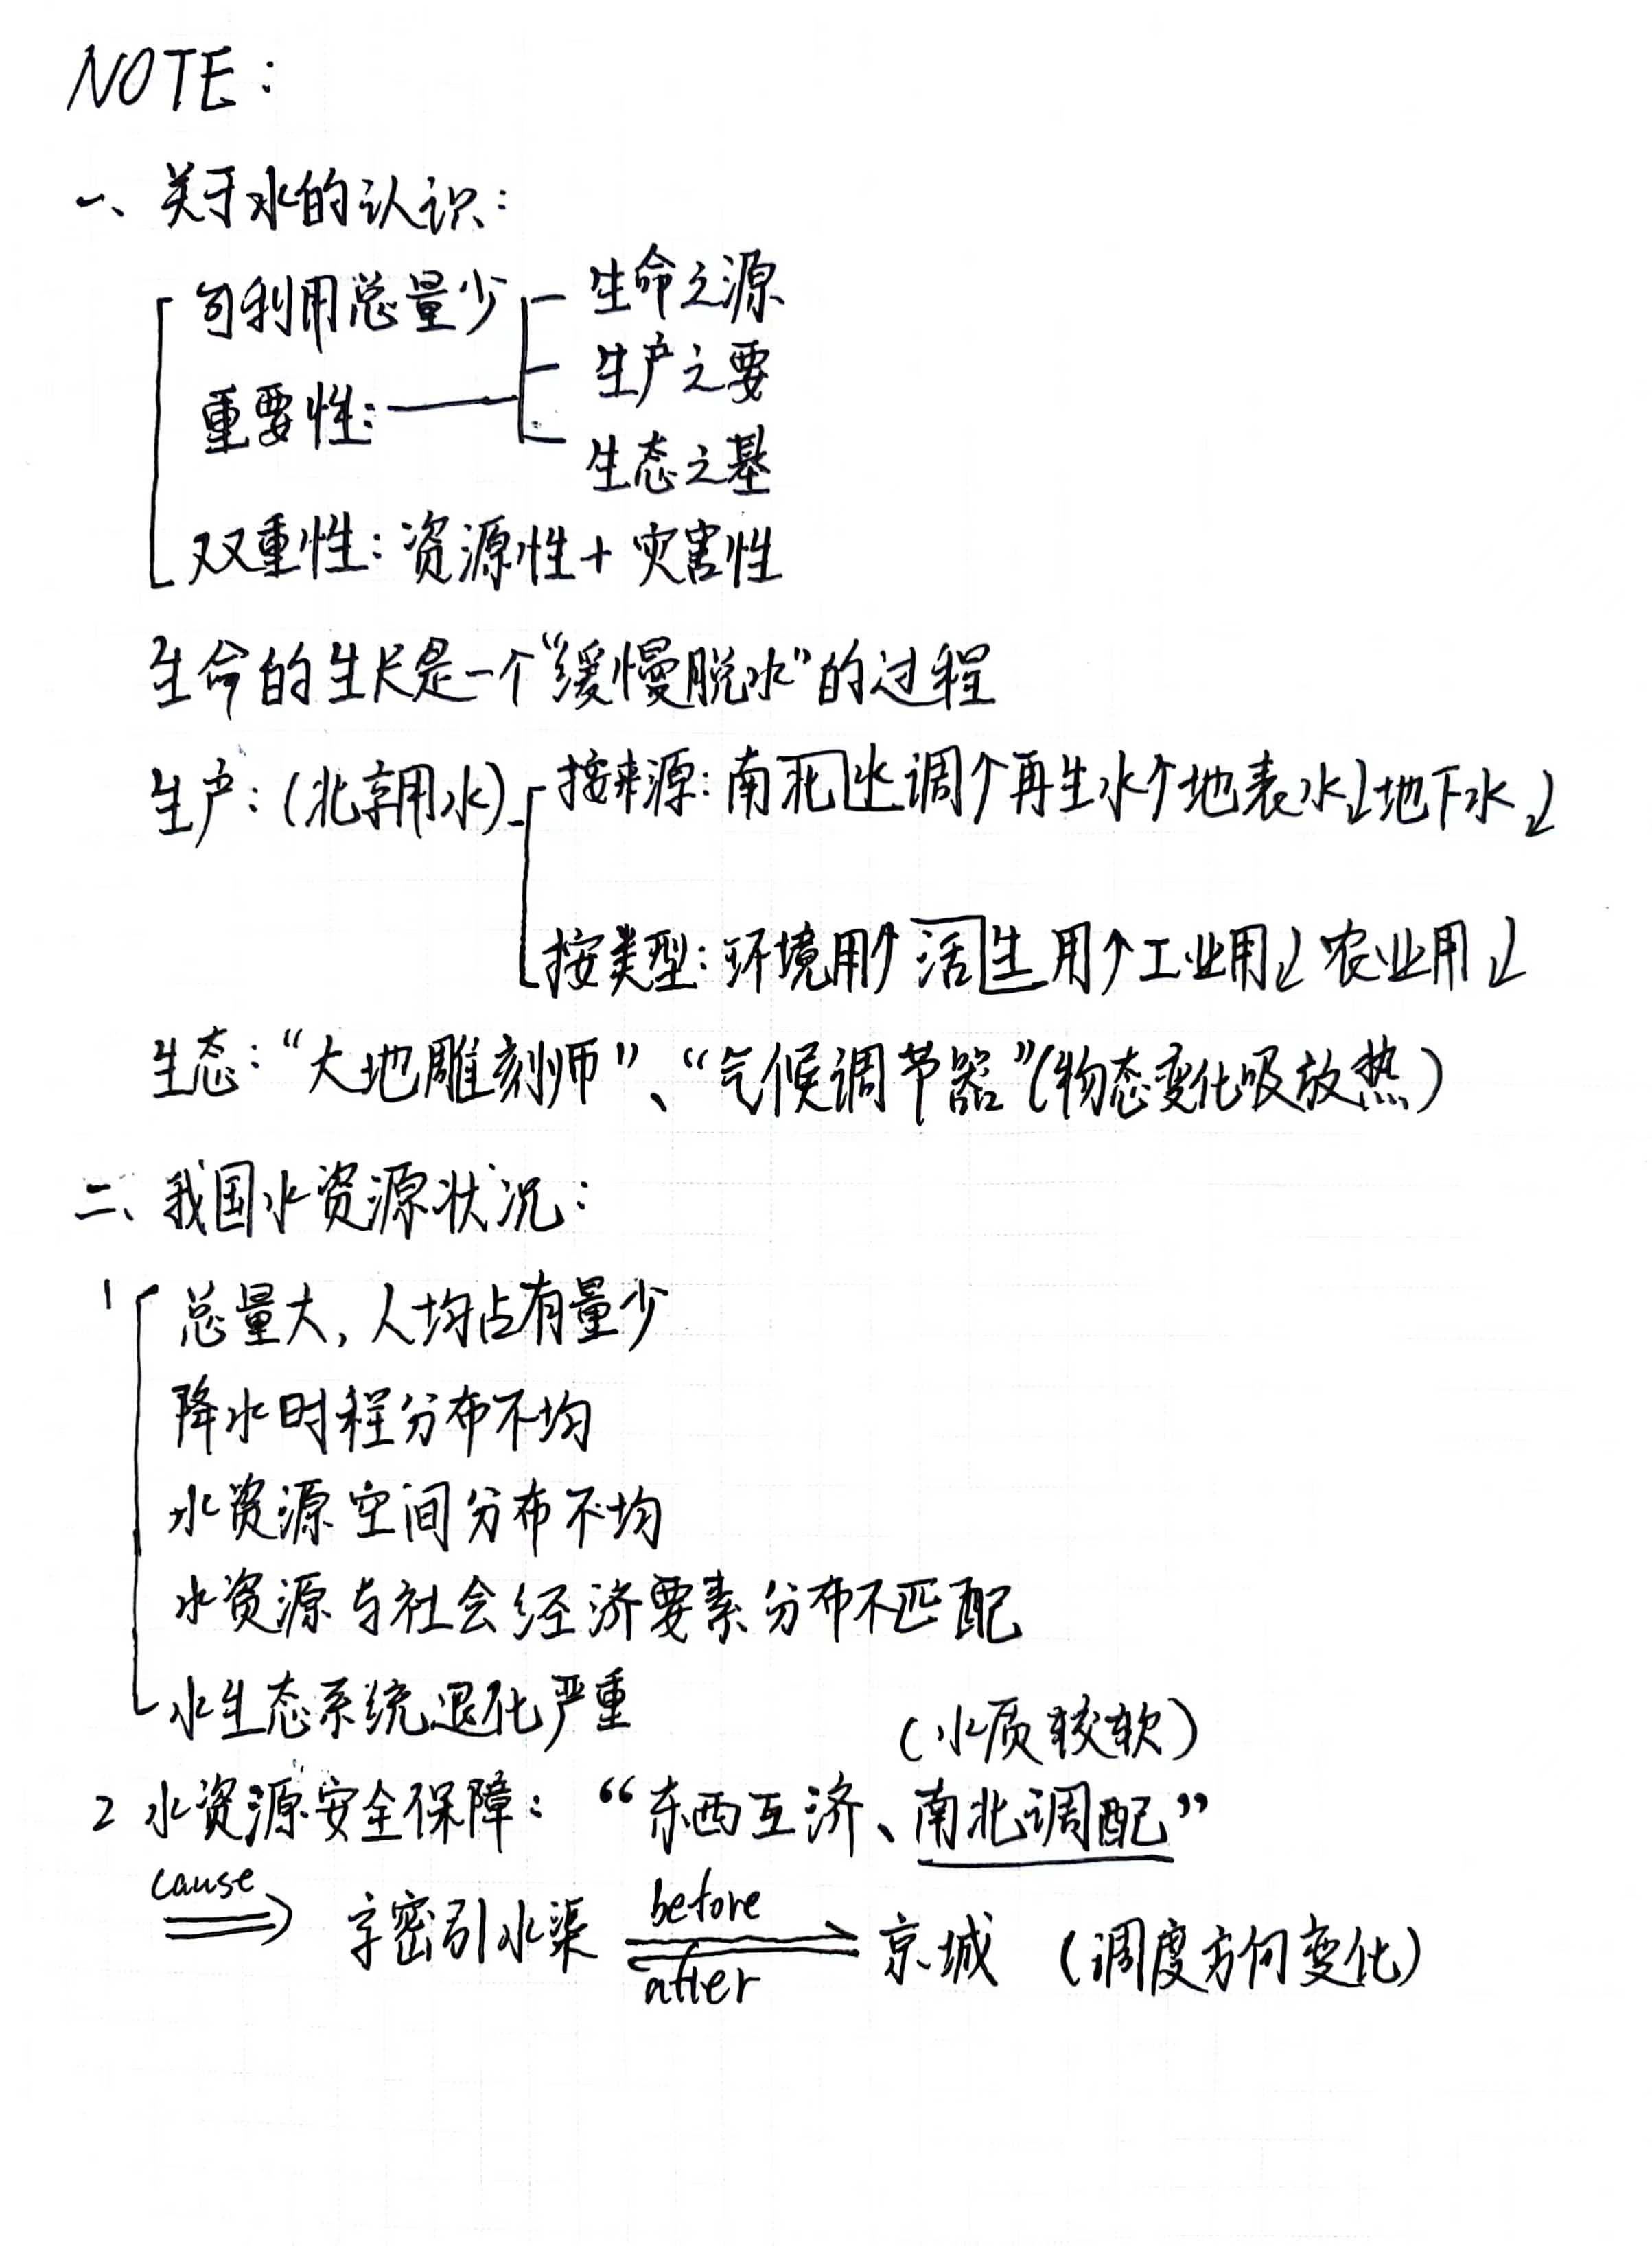 NOTE:
一、关于水的认识:
可利用总量少
重要性:
生命之源
生产之要
生态之基
双重性: 资源性+灾害性
生命的生长是一个“缓慢脱水”的过程
生产:(北京用水)
按来源: 南北水调↑再生水↑地表水↓地下水↓
按类型: 环境用↑活生用↑工业用↓农业用↓
生态:“大地雕刻师”、“气候调节器”(物态变化吸放热)
二、我国水资源状况:
1 总量大,人均占有量少
降水时程分布不均
水资源空间分布不均
水资源与社会经济要素分布不匹配
水生态系统退化严重
(水质较软)
2 水资源安全保障: “东西互济、南北调配”
cause
⇒ 京密引水渠 before after 京城 (调度方向变化)